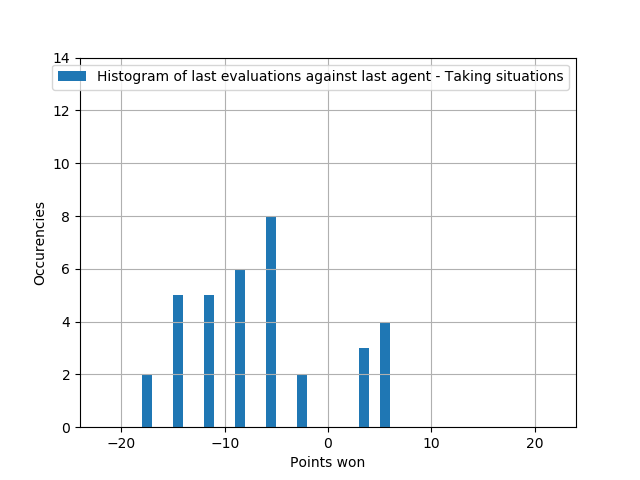 Histogram of last evaluations against last agent - Taking situations
14
12
10
8
6
4
2
0
Occurencies
−20 −10 0 10 20
Points won